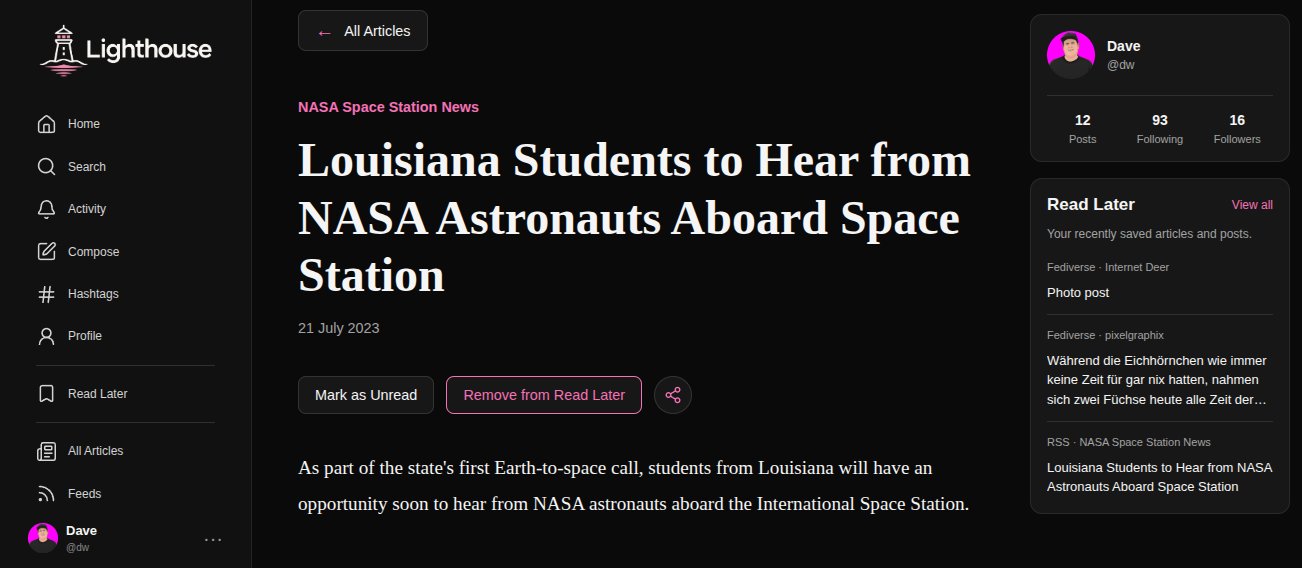 Lighthouse
Home
Search
Activity
Compose
Hashtags
Profile
Read Later
All Articles
Feeds
Dave
@dw
...
← All Articles
NASA Space Station News
Louisiana Students to Hear from
NASA Astronauts Aboard Space
Station
21 July 2023
Mark as Unread
Remove from Read Later
As part of the state's first Earth-to-space call, students from Louisiana will have an
opportunity soon to hear from NASA astronauts aboard the International Space Station.
Dave
@dw
12 93 16
Posts Following Followers
Read Later View all
Your recently saved articles and posts.
Fediverse · Internet Deer
Photo post
Fediverse · pixelgraphix
Während die Eichhörnchen wie immer
keine Zeit für gar nix hatten, nahmen
sich zwei Füchse heute alle Zeit der…
RSS · NASA Space Station News
Louisiana Students to Hear from NASA
Astronauts Aboard Space Station